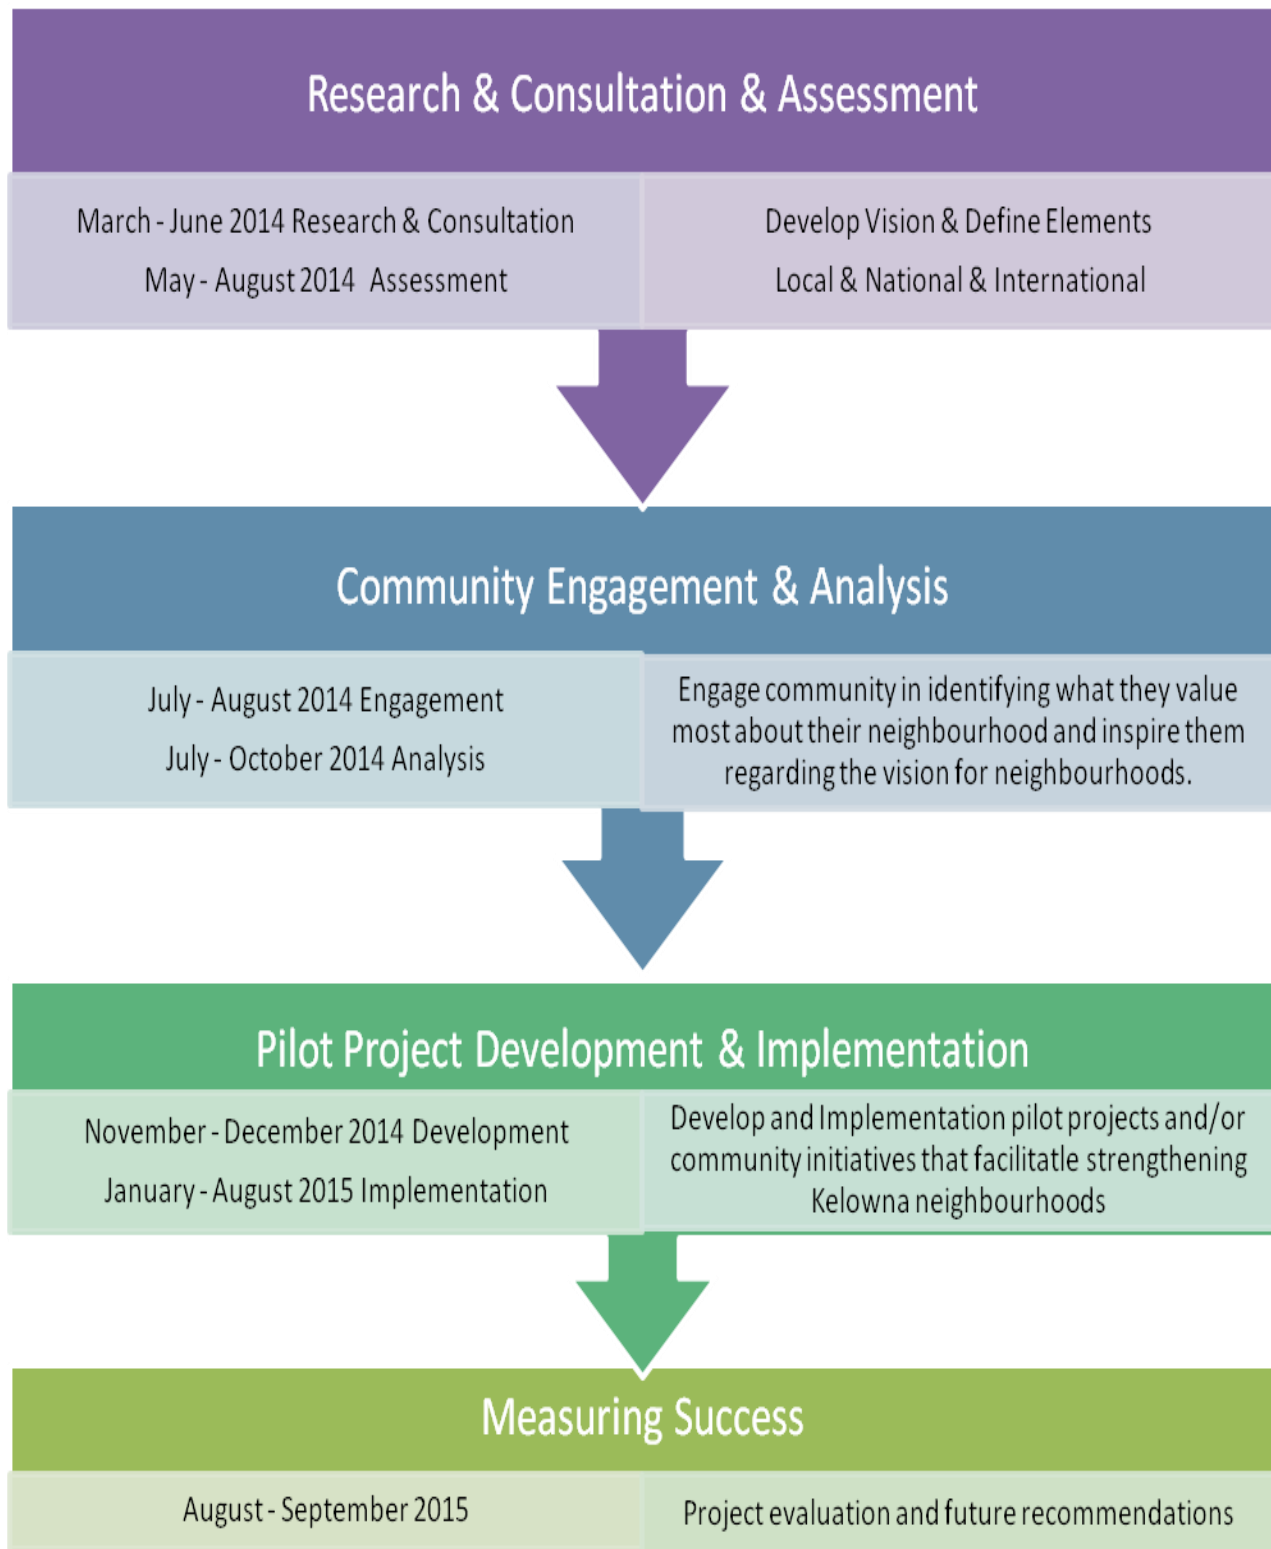 Research & Consultation & Assessment
March - June 2014 Research & Consultation
May - August 2014 Assessment
Develop Vision & Define Elements
Local & National & International
Community Engagement & Analysis
July - August 2014 Engagement
July - October 2014 Analysis
Engage community in identifying what they value
most about their neighbourhood and inspire them
regarding the vision for neighbourhoods.
Pilot Project Development & Implementation
November - December 2014 Development
January - August 2015 Implementation
Develop and Implementation pilot projects and/or
community initiatives that facilitatle strengthening
Kelowna neighbourhoods
Measuring Success
August - September 2015
Project evaluation and future recommendations